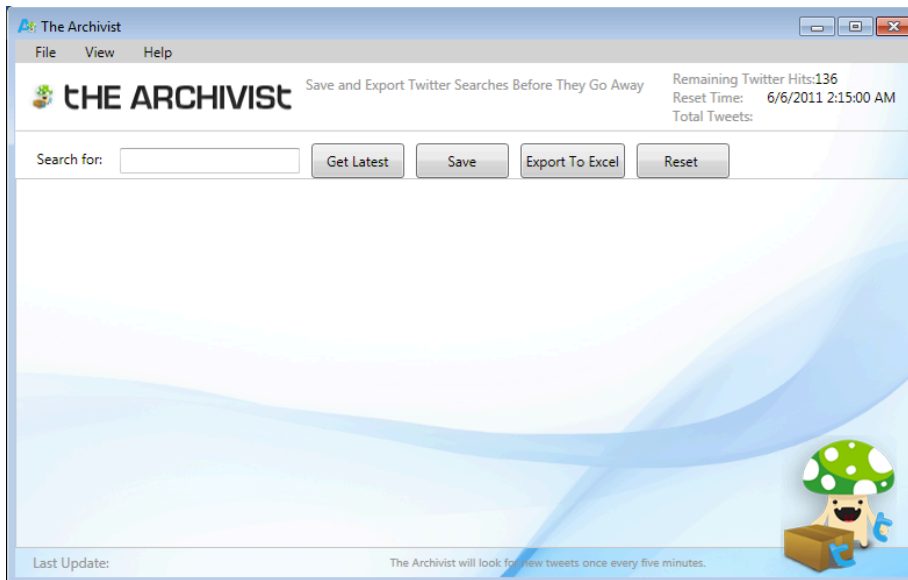 The Archivist
File View Help
tHE ARCHIVISt
Save and Export Twitter Searches Before They Go Away
Remaining Twitter Hits:136
Reset Time: 6/6/2011 2:15:00 AM
Total Tweets:
Search for: Get Latest Save Export To Excel Reset
Last Update: The Archivist will look for new tweets once every five minutes.